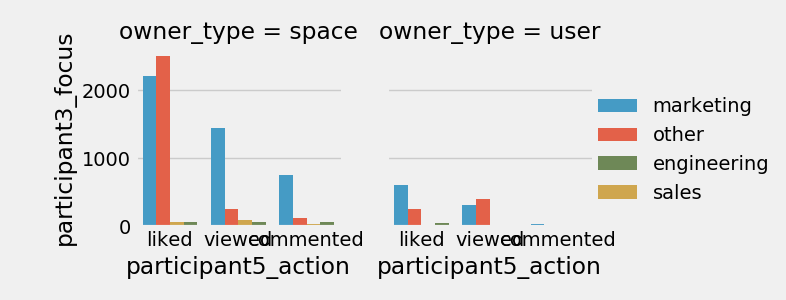 owner_type = space
owner_type = user
participant3_focus
2000
1000
0
liked
viewed
commented
liked
viewed
commented
participant5_action
participant5_action
marketing
other
engineering
sales